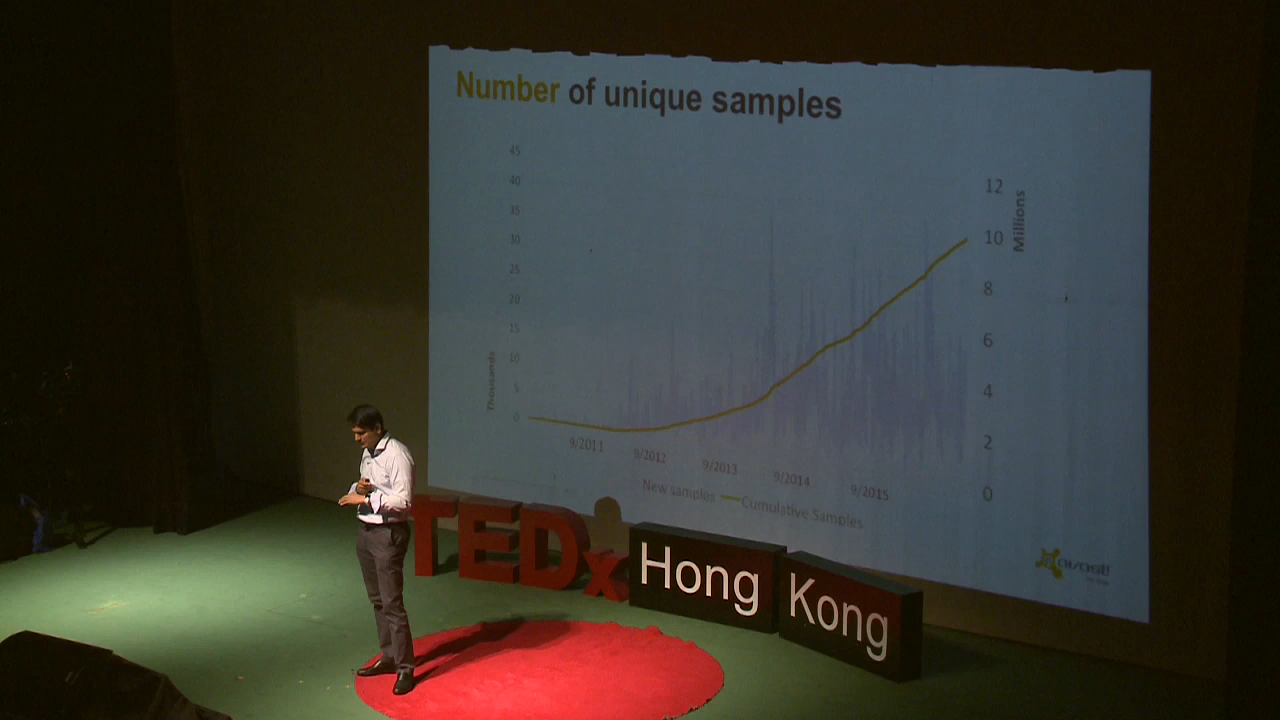 Number of unique samples
45
40
35
30
25
20
15
10
5
0
Thousands
12
10
8
6
4
2
0
Millions
9/2011
9/2012
9/2013
9/2014
9/2015
New samples
Cumulative Samples
avast!
TEDx
Hong Kong